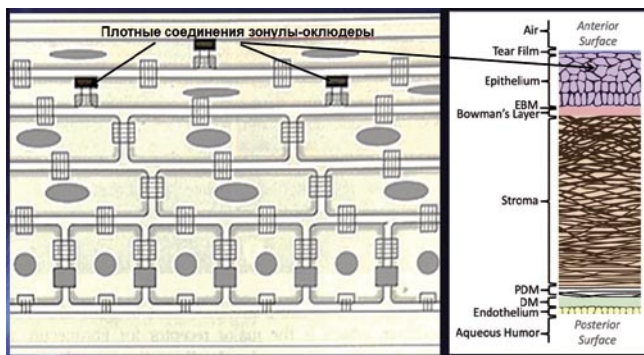 Плотные соединения зонулы-оклюдеры
Air
Anterior
Surface
Tear Film
Epithelium
EBM
Bowman's Layer
Stroma
PDM
DM
Endothelium
Aqueous Humor
Posterior
Surface